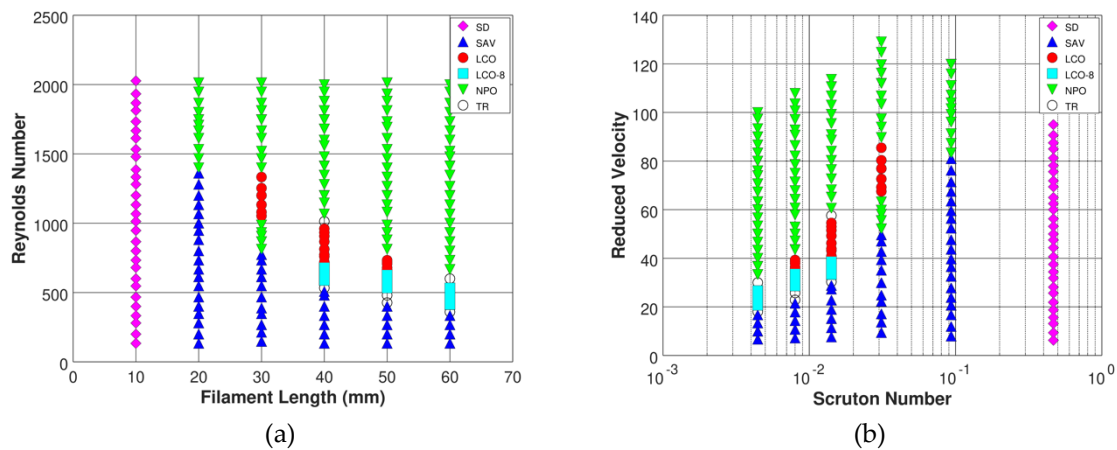 2500
2000
1500
1000
500
0
Reynolds Number
0 10 20 30 40 50 60 70
Filament Length (mm)
SD
SAV
LCO
LCO-8
NPO
TR
(a)
140
120
100
80
60
40
20
0
Reduced Velocity
10-3 10-2 10-1 100
Scruton Number
SD
SAV
LCO
LCO-8
NPO
TR
(b)